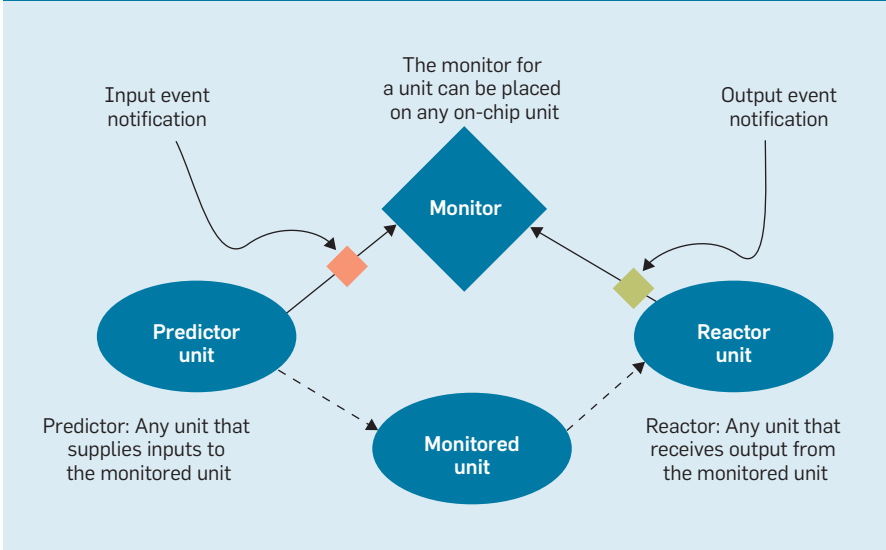 The monitor for
a unit can be placed
on any on-chip unit
Input event
notification
Output event
notification
Monitor
Predictor
unit
Reactor
unit
Predictor: Any unit that
supplies inputs to
the monitored unit
Monitored
unit
Reactor: Any unit that
receives output from
the monitored unit